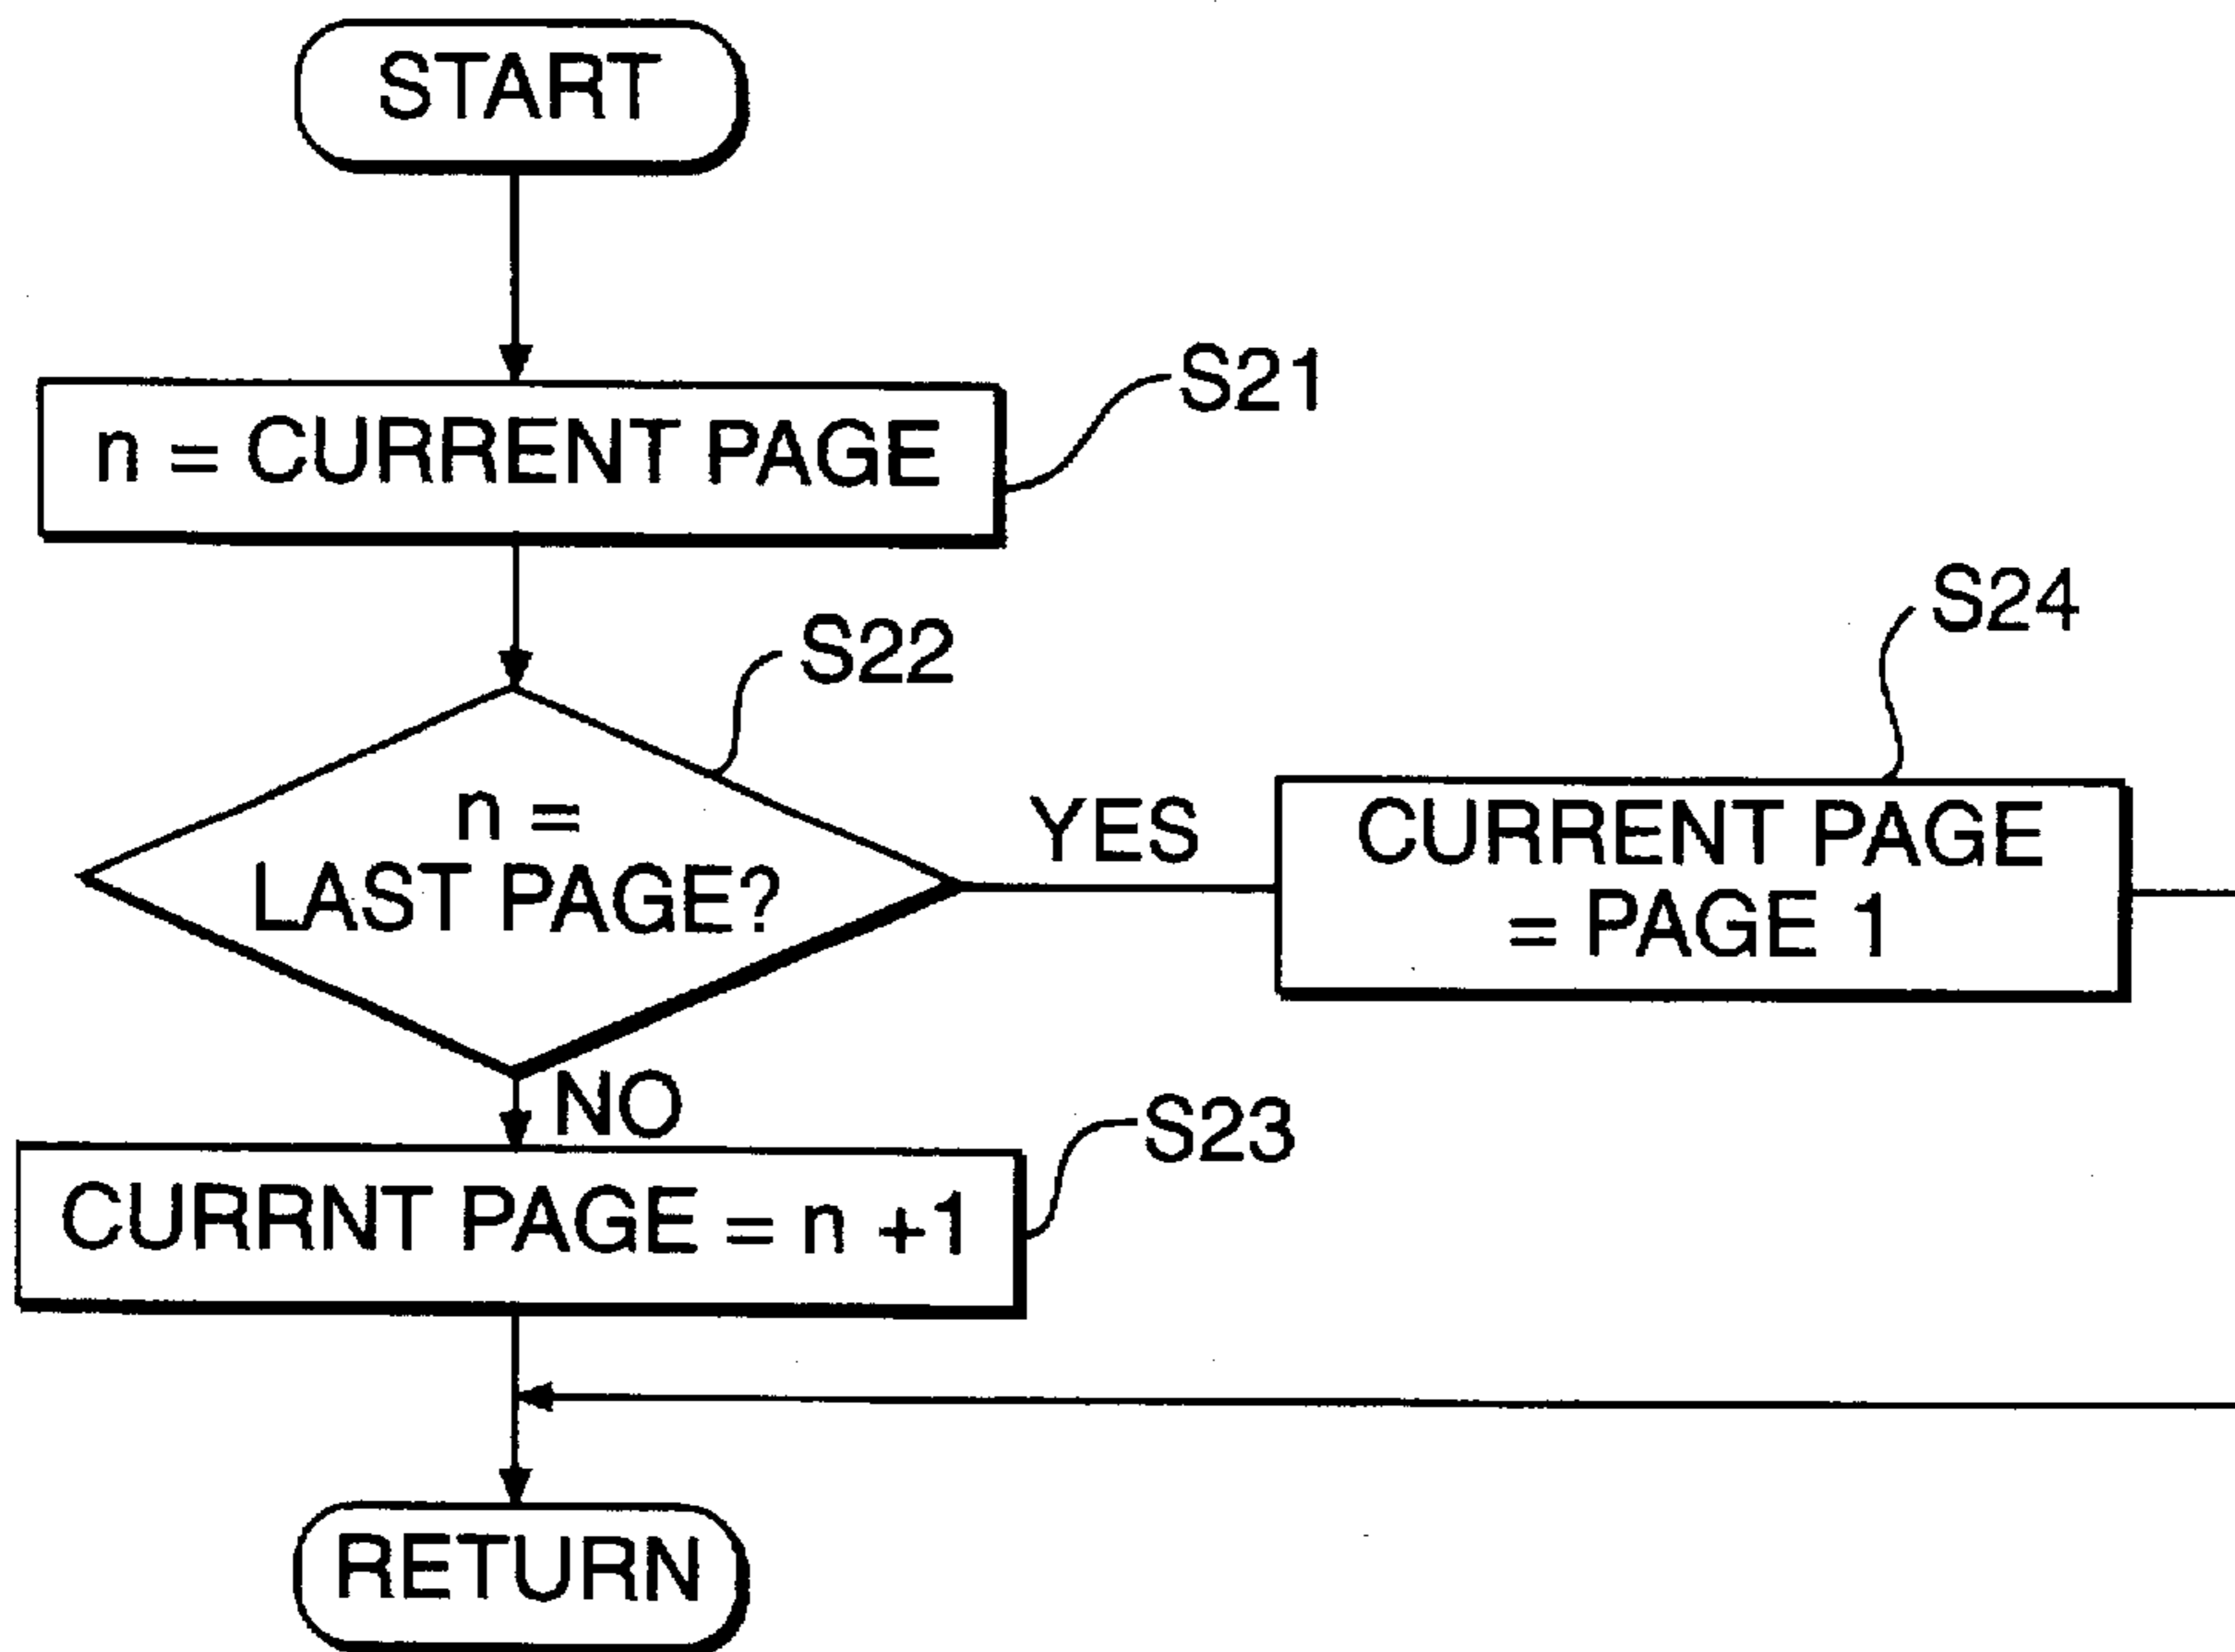 START
n = CURRENT PAGE
S21
S22
n =
LAST PAGE?
YES
S24
CURRENT PAGE
= PAGE 1
NO
S23
CURRNT PAGE = n +1
RETURN